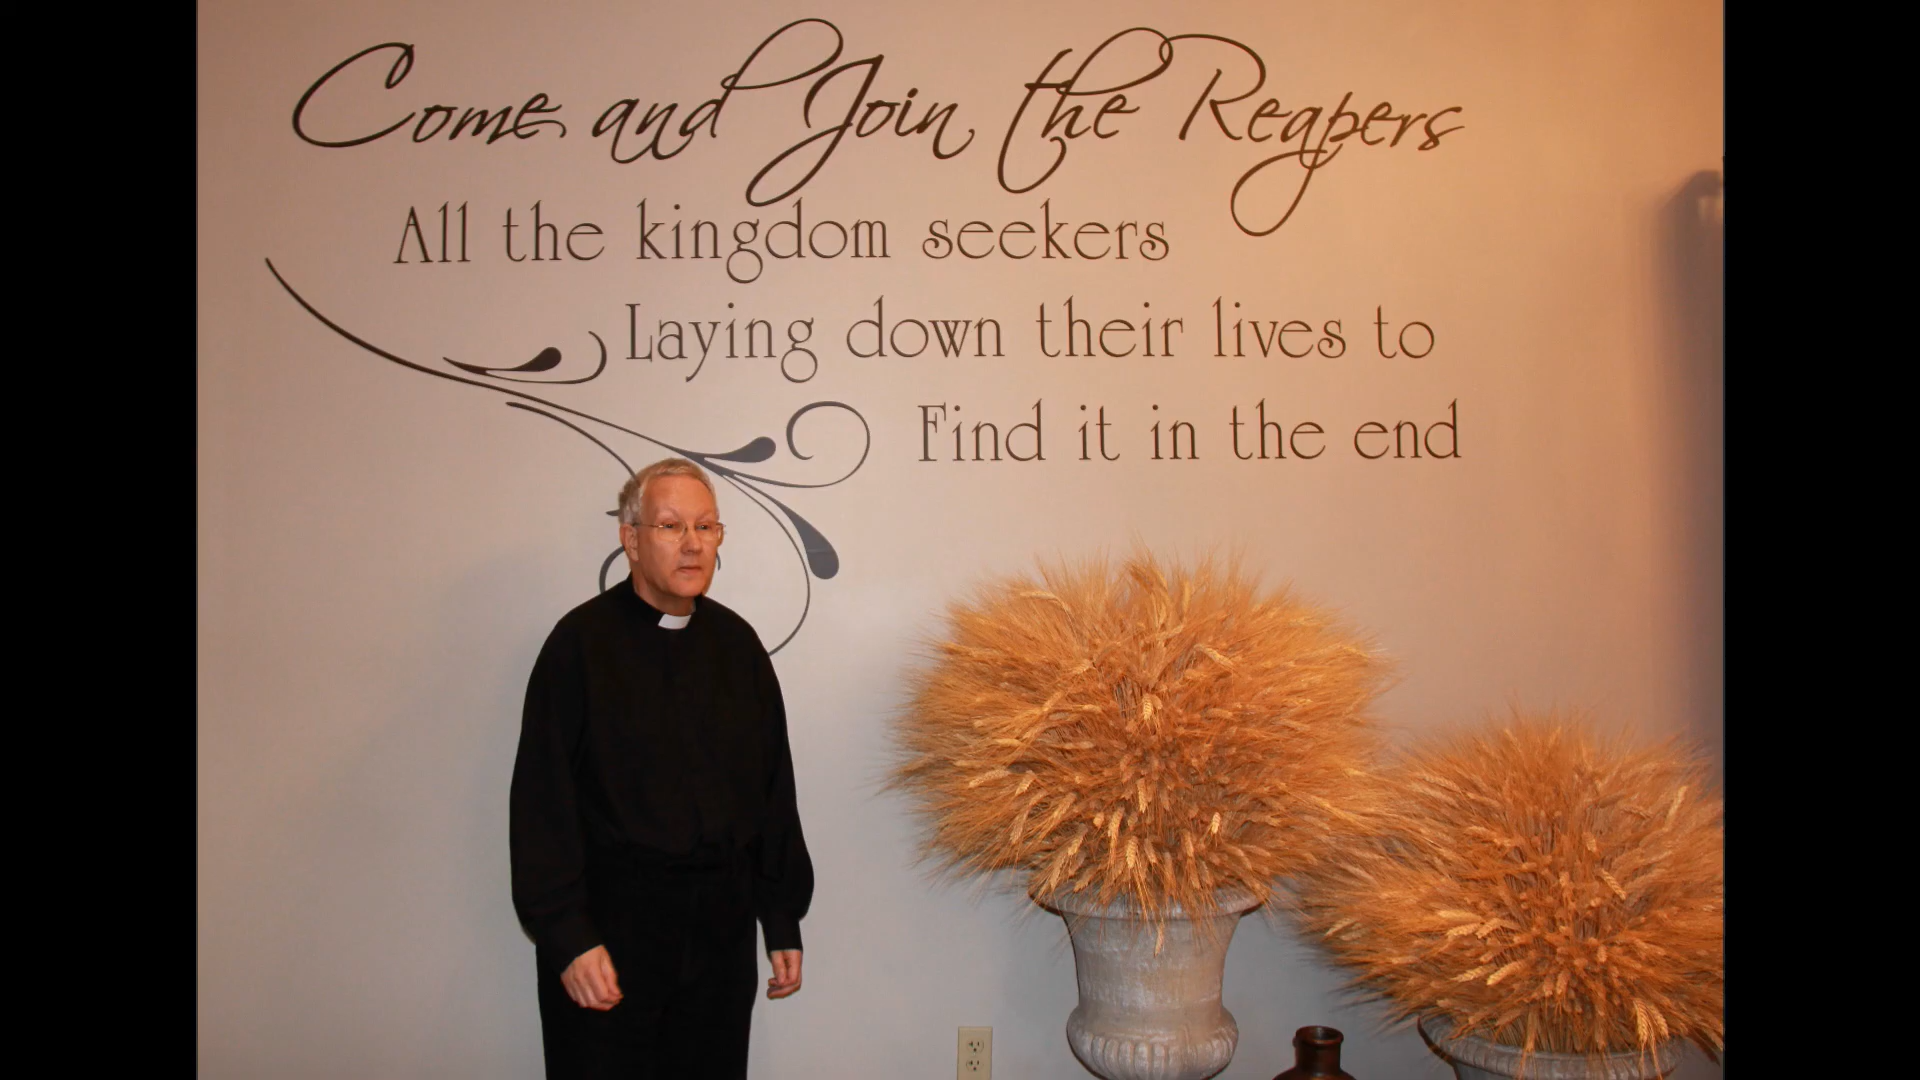 Come and Join the Reapers
All the kingdom seekers
Laying down their lives to
Find it in the end